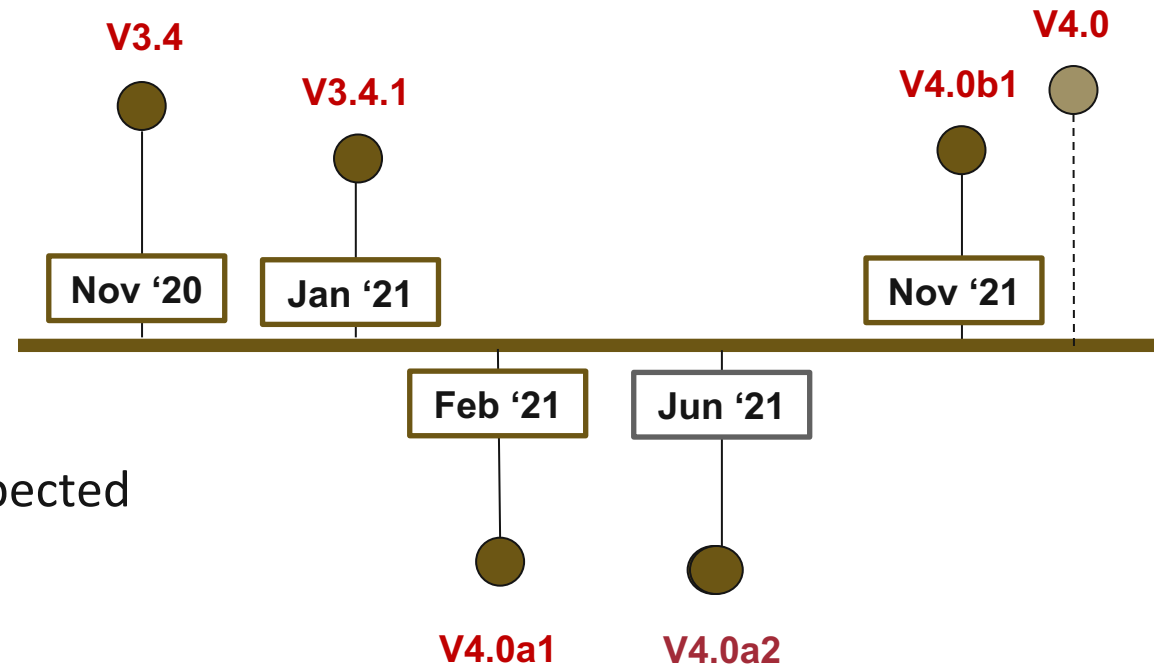 V3.4
V3.4.1
V4.0b1
V4.0
Nov ‘20
Jan ‘21
Nov ‘21
Feb ‘21
Jun ‘21
pected
V4.0a1
V4.0a2